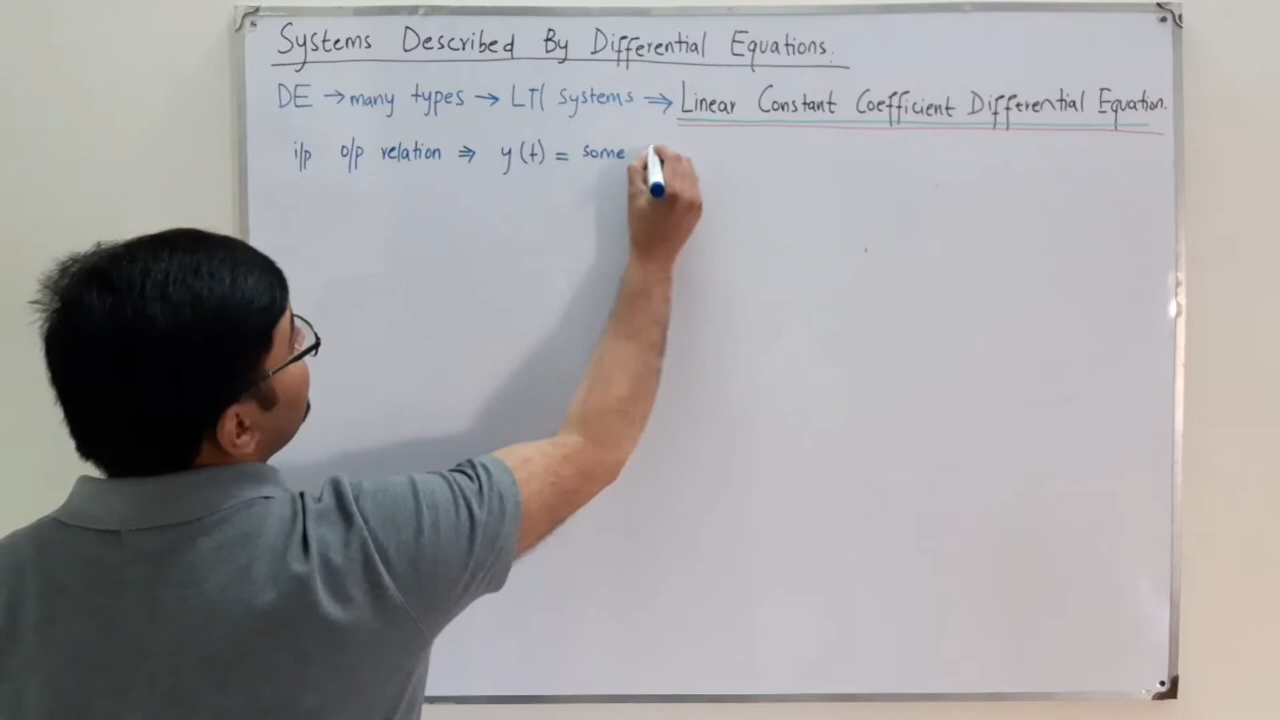 Systems Described By Differential Equations.
DE → many types → LTI systems ⇒ Linear Constant Coefficient Differential Equation.
i/p o/p relation ⇒ y(t) = some